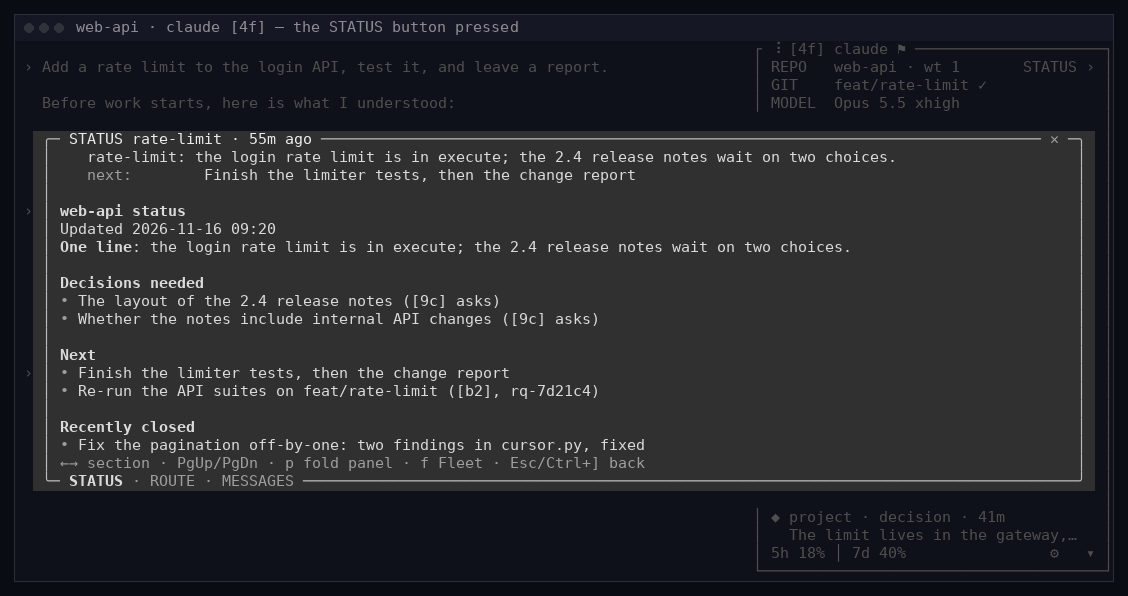 web-api · claude [4f] — the STATUS button pressed
⠸ [4f] claude ⚑
› Add a rate limit to the login API, test it, and leave a report.
REPO web-api · wt 1 STATUS ›
GIT feat/rate-limit ✓
Before work starts, here is what I understood:
MODEL Opus 5.5 xhigh
STATUS rate-limit · 55m ago ✕
rate-limit: the login rate limit is in execute; the 2.4 release notes wait on two choices.
next: Finish the limiter tests, then the change report
› web-api status
Updated 2026-11-16 09:20
One line: the login rate limit is in execute; the 2.4 release notes wait on two choices.
Decisions needed
• The layout of the 2.4 release notes ([9c] asks)
• Whether the notes include internal API changes ([9c] asks)
Next
› • Finish the limiter tests, then the change report
• Re-run the API suites on feat/rate-limit ([b2], rq-7d21c4)
Recently closed
• Fix the pagination off-by-one: two findings in cursor.py, fixed
←→ section · PgUp/PgDn · p fold panel · f Fleet · Esc/Ctrl+] back
STATUS · ROUTE · MESSAGES
◆ project · decision · 41m
The limit lives in the gateway,…
5h 18% │ 7d 40% ⚙ ▾